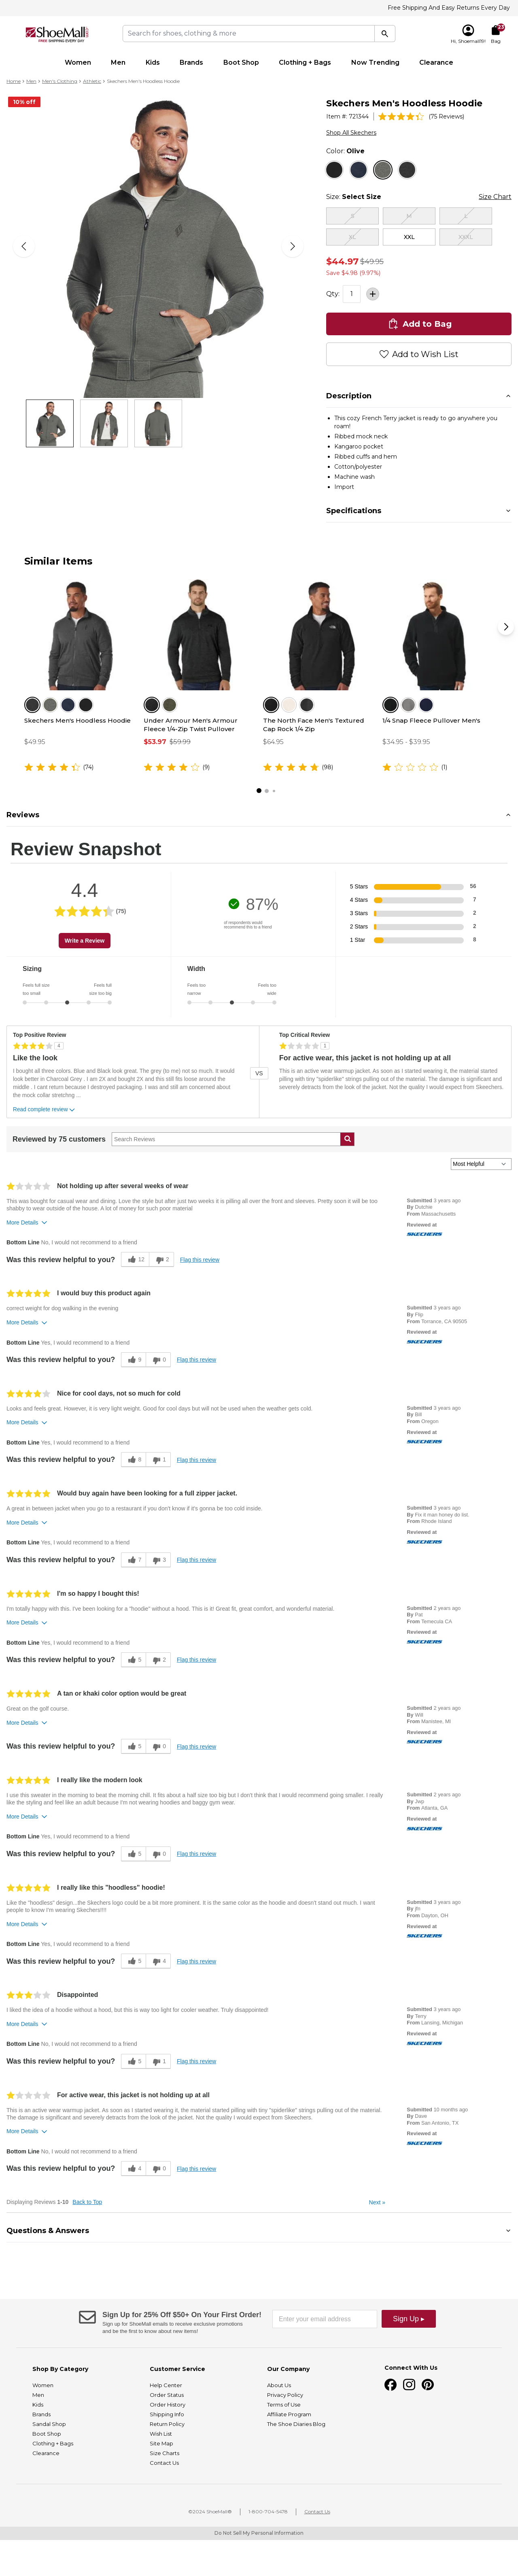 Free Shipping And Easy Returns Every Day
SHOEMALL
FREE SHIPPING EVERY DAY
Search for shoes, clothing & more
Hi, Shoemall19!
Bag
Women Men Kids Brands Boot Shop Clothing + Bags Now Trending Clearance
Home > Men > Men's Clothing > Athletic > Skechers Men's Hoodless Hoodie
10% off
Skechers Men's Hoodless Hoodie
Item #: 721344 (75 Reviews)
Shop All Skechers
Color: Olive
Size: Select Size Size Chart
S M L
XL XXL XXXL
$44.97 $49.95
Save $4.98 (9.97%)
Qty: 1 +
Add to Bag
Add to Wish List
Description
This cozy French Terry jacket is ready to go anywhere you roam!
Ribbed mock neck
Kangaroo pocket
Ribbed cuffs and hem
Cotton/polyester
Machine wash
Import
Specifications
Similar Items
Skechers Men's Hoodless Hoodie
$49.95
(74)
Under Armour Men's Armour Fleece 1/4-Zip Twist Pullover
$53.97 $59.99
(9)
The North Face Men's Textured Cap Rock 1/4 Zip
$64.95
(98)
1/4 Snap Fleece Pullover Men's
$34.95 - $39.95
(1)
Reviews
Review Snapshot
4.4
(75)
Write a Review
87%
of respondents would recommend this to a friend
5 Stars 56
4 Stars 7
3 Stars 2
2 Stars 2
1 Star 8
Sizing
Feels full size too small
Feels full size too big
Width
Feels too narrow
Feels too wide
Top Positive Review
4
Like the look
I bought all three colors, Blue and Black look great. The grey (to me) not so much. It would look better in Charcoal Grey . I am 2X and bought 2X and this still fits loose around the middle . I cant return because I destroyed packaging. I was and still am concerned about the mock collar stretching ...
Read complete review
VS
Top Critical Review
1
For active wear, this jacket is not holding up at all
This is an active wear warmup jacket. As soon as I started wearing it, the material started pilling with tiny "spiderlike" strings pulling out of the material. The damage is significant and severely detracts from the look of the jacket. Not the quality I would expect from Skechers.
Reviewed by 75 customers
Search Reviews
Most Helpful
Not holding up after several weeks of wear
This was bought for casual wear and dining. Love the style but after just two weeks it is pilling all over the front and sleeves. Pretty soon it will be too shabby to wear outside of the house. A lot of money for such poor material
More Details
Bottom Line No, I would not recommend to a friend
Was this review helpful to you? 12 2 Flag this review
Submitted 3 years ago
By Dutchie
From Massachusetts
Reviewed at
SKECHERS
I would buy this product again
correct weight for dog walking in the evening
More Details
Bottom Line Yes, I would recommend to a friend
Was this review helpful to you? 9 0 Flag this review
Submitted 3 years ago
By Flip
From Torrance, CA 90505
Reviewed at
SKECHERS
Nice for cool days, not so much for cold
Looks and feels great. However, it is very light weight. Good for cool days but will not be used when the weather gets cold.
More Details
Bottom Line Yes, I would recommend to a friend
Was this review helpful to you? 8 1 Flag this review
Submitted 3 years ago
By Bill
From Oregon
Reviewed at
SKECHERS
Would buy again have been looking for a full zipper jacket.
A great in between jacket when you go to a restaurant if you don't know if it's gonna be too cold inside.
More Details
Bottom Line Yes, I would recommend to a friend
Was this review helpful to you? 7 3 Flag this review
Submitted 3 years ago
By Fix it man honey do list.
From Rhode Island
Reviewed at
SKECHERS
I'm so happy I bought this!
I'm totally happy with this. I've been looking for a "hoodie" without a hood. This is it! Great fit, great comfort, and wonderful material.
More Details
Bottom Line Yes, I would recommend to a friend
Was this review helpful to you? 5 2 Flag this review
Submitted 2 years ago
By Pat
From Temecula CA
Reviewed at
SKECHERS
A tan or khaki color option would be great
Great on the golf course.
More Details
Was this review helpful to you? 5 0 Flag this review
Submitted 2 years ago
By Will
From Manistee, MI
Reviewed at
SKECHERS
I really like the modern look
I use this sweater in the morning to beat the morning chill. It fits about a half size too big but I don't think that I would recommend going smaller. I really like the styling and feel like an adult because I'm not wearing hoodies and baggy gym wear.
More Details
Bottom Line Yes, I would recommend to a friend
Was this review helpful to you? 5 0 Flag this review
Submitted 2 years ago
By Jwp
From Atlanta, GA
Reviewed at
SKECHERS
I really like this "hoodless" hoodie!
Like the "hoodless" design...the Skechers logo could be a bit more prominent. It is the same color as the hoodie and doesn't stand out much. I want people to know I'm wearing Skechers!!!!
More Details
Bottom Line Yes, I would recommend to a friend
Was this review helpful to you? 5 4 Flag this review
Submitted 3 years ago
By jfn
From Dayton, OH
Reviewed at
SKECHERS
Disappointed
I liked the idea of a hoodie without a hood, but this is way too light for cooler weather. Truly disappointed!
More Details
Bottom Line No, I would not recommend to a friend
Was this review helpful to you? 5 1 Flag this review
Submitted 3 years ago
By Terry
From Lansing, Michigan
Reviewed at
SKECHERS
For active wear, this jacket is not holding up at all
This is an active wear warmup jacket. As soon as I started wearing it, the material started pilling with tiny "spiderlike" strings pulling out of the material. The damage is significant and severely detracts from the look of the jacket. Not the quality I would expect from Skechers.
More Details
Bottom Line No, I would not recommend to a friend
Was this review helpful to you? 4 0 Flag this review
Submitted 10 months ago
By Dave
From San Antonio, TX
Reviewed at
SKECHERS
Displaying Reviews 1-10 Back to Top Next »
Questions & Answers
Sign Up for 25% Off $50+ On Your First Order!
Sign up for ShoeMall emails to receive exclusive promotions and be the first to know about new items!
Enter your email address
Sign Up ▸
Shop By Category
Women
Men
Kids
Brands
Sandal Shop
Boot Shop
Clothing + Bags
Clearance
Customer Service
Help Center
Order Status
Order History
Shipping Info
Return Policy
Wish List
Site Map
Size Charts
Contact Us
Our Company
About Us
Privacy Policy
Terms of Use
Affiliate Program
The Shoe Diaries Blog
Connect With Us
©2024 ShoeMall® | 1-800-704-5478 | Contact Us
Do Not Sell My Personal Information